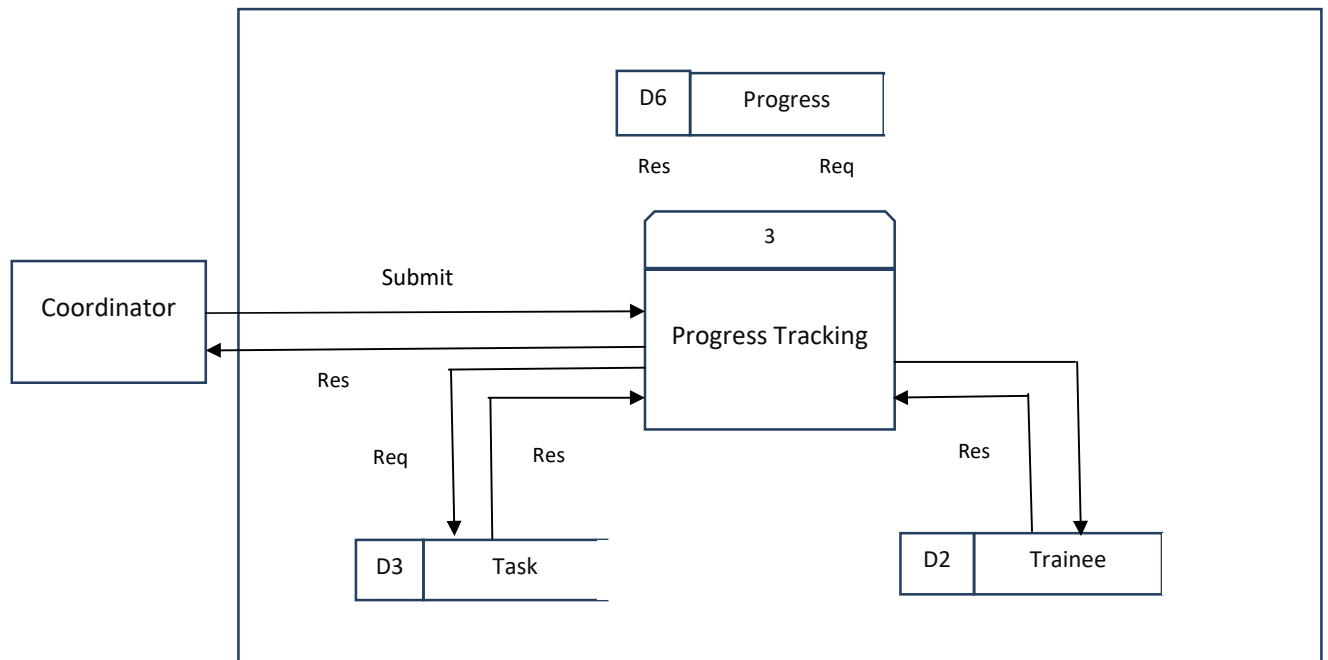 D6
Progress
Res
Req
3
Submit
Coordinator
Progress Tracking
Res
Req
Res
Res
D3
Task
D2
Trainee